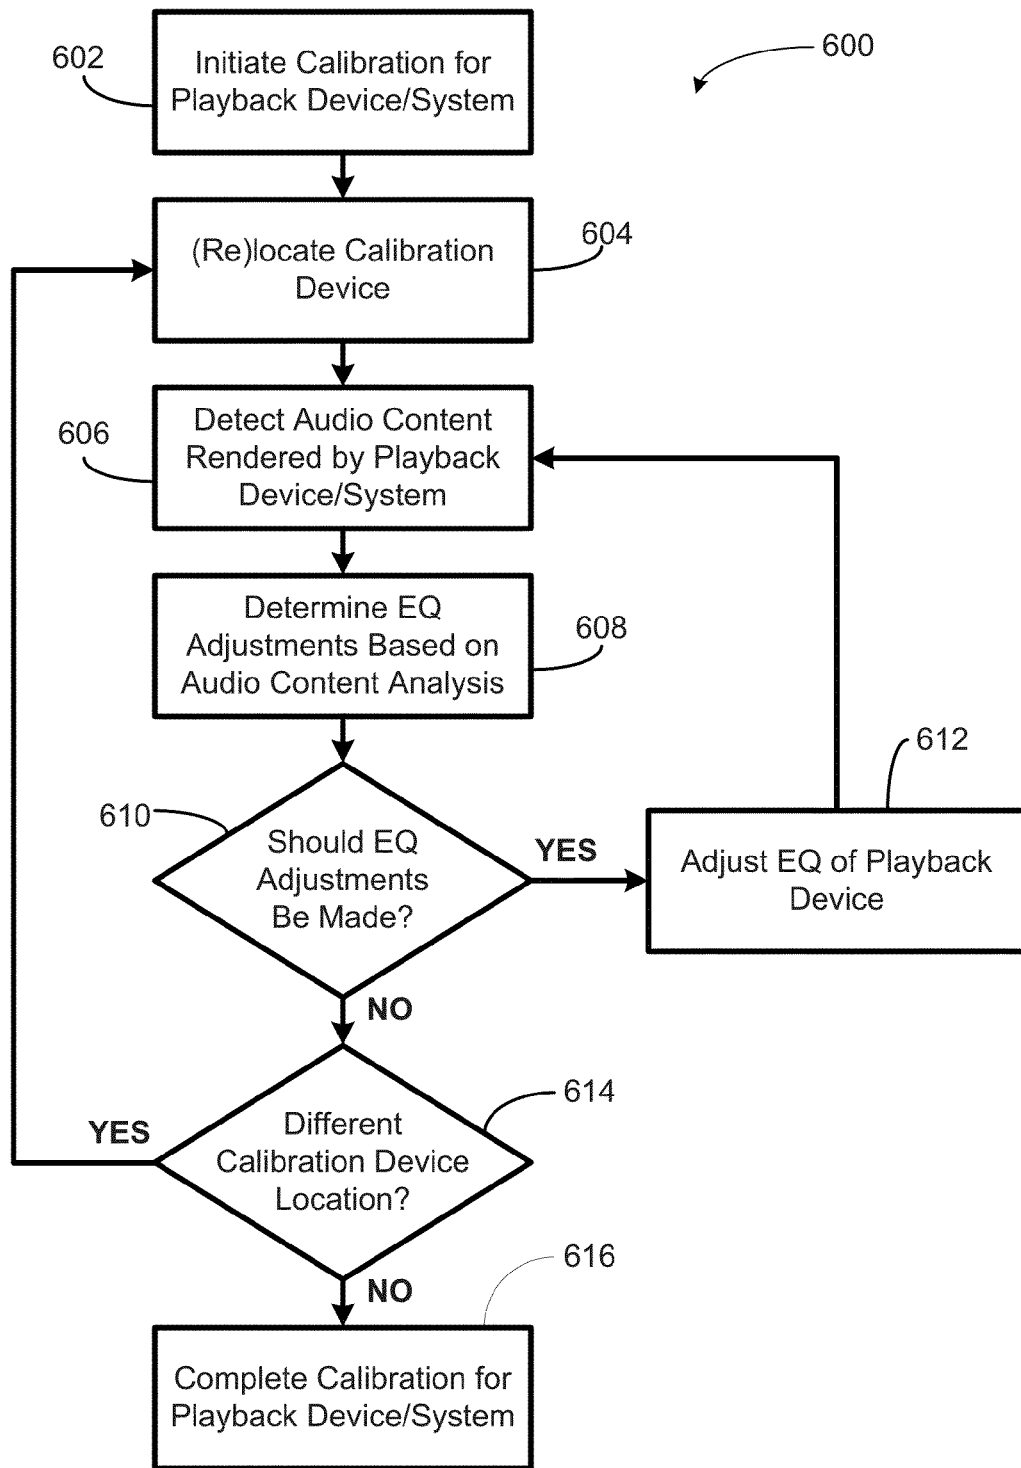 600
602
Initiate Calibration for
Playback Device/System
604
(Re)locate Calibration
Device
606
Detect Audio Content
Rendered by Playback
Device/System
608
Determine EQ
Adjustments Based on
Audio Content Analysis
610
Should EQ
Adjustments
Be Made?
YES
612
Adjust EQ of Playback
Device
NO
614
Different
Calibration Device
Location?
YES
NO
616
Complete Calibration for
Playback Device/System